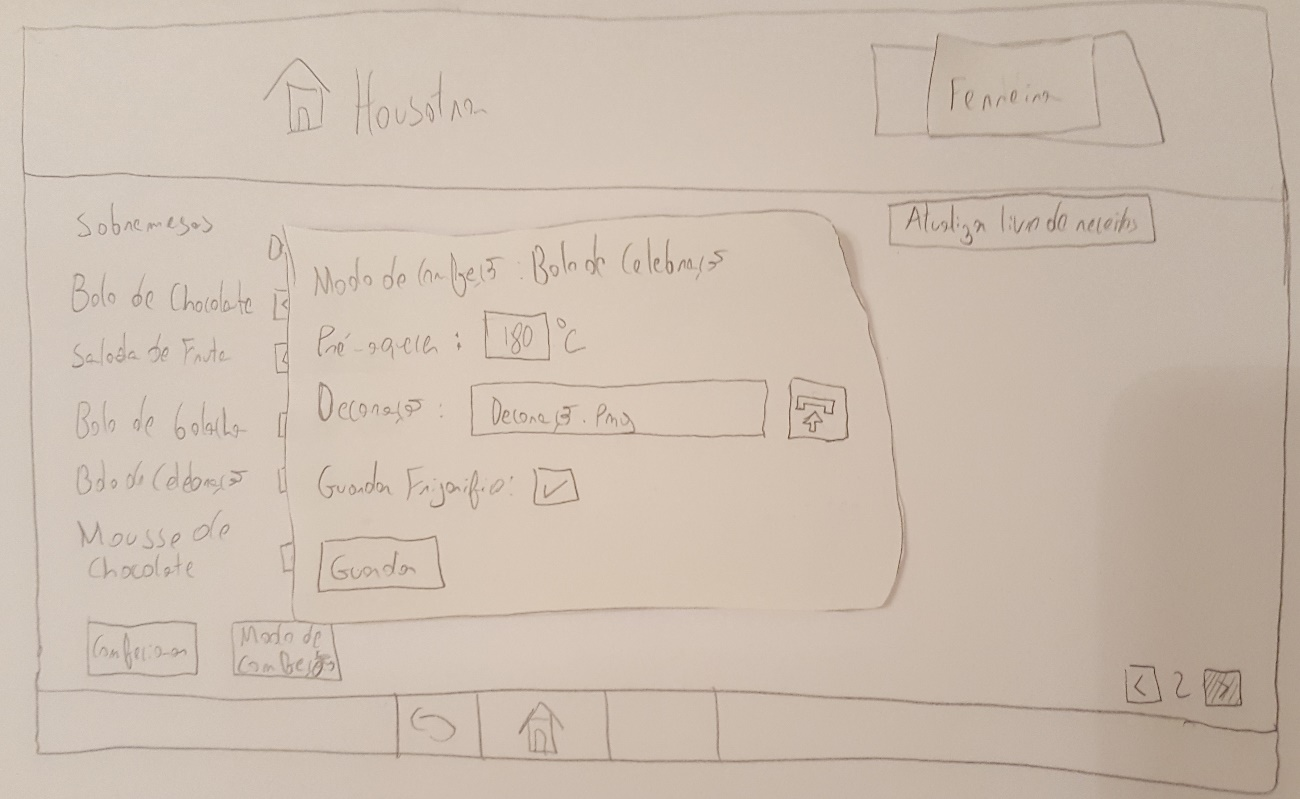 Housotra
Ferreira
Sobremesas
Atualizar livro de receitas
D
Modo de Confeção : Bolo de Celebração
Bolo de Chocolate
Pré-aquecer : 180 °C
Salada de Fruta
Decoração : Decoração.png
Bolo de bolacha
Bolo de Celebração
Guardar Frigorifio:
Mousse de
Chocolate
Guardar
Confecionar
Modo de
Confeção
< 2 >